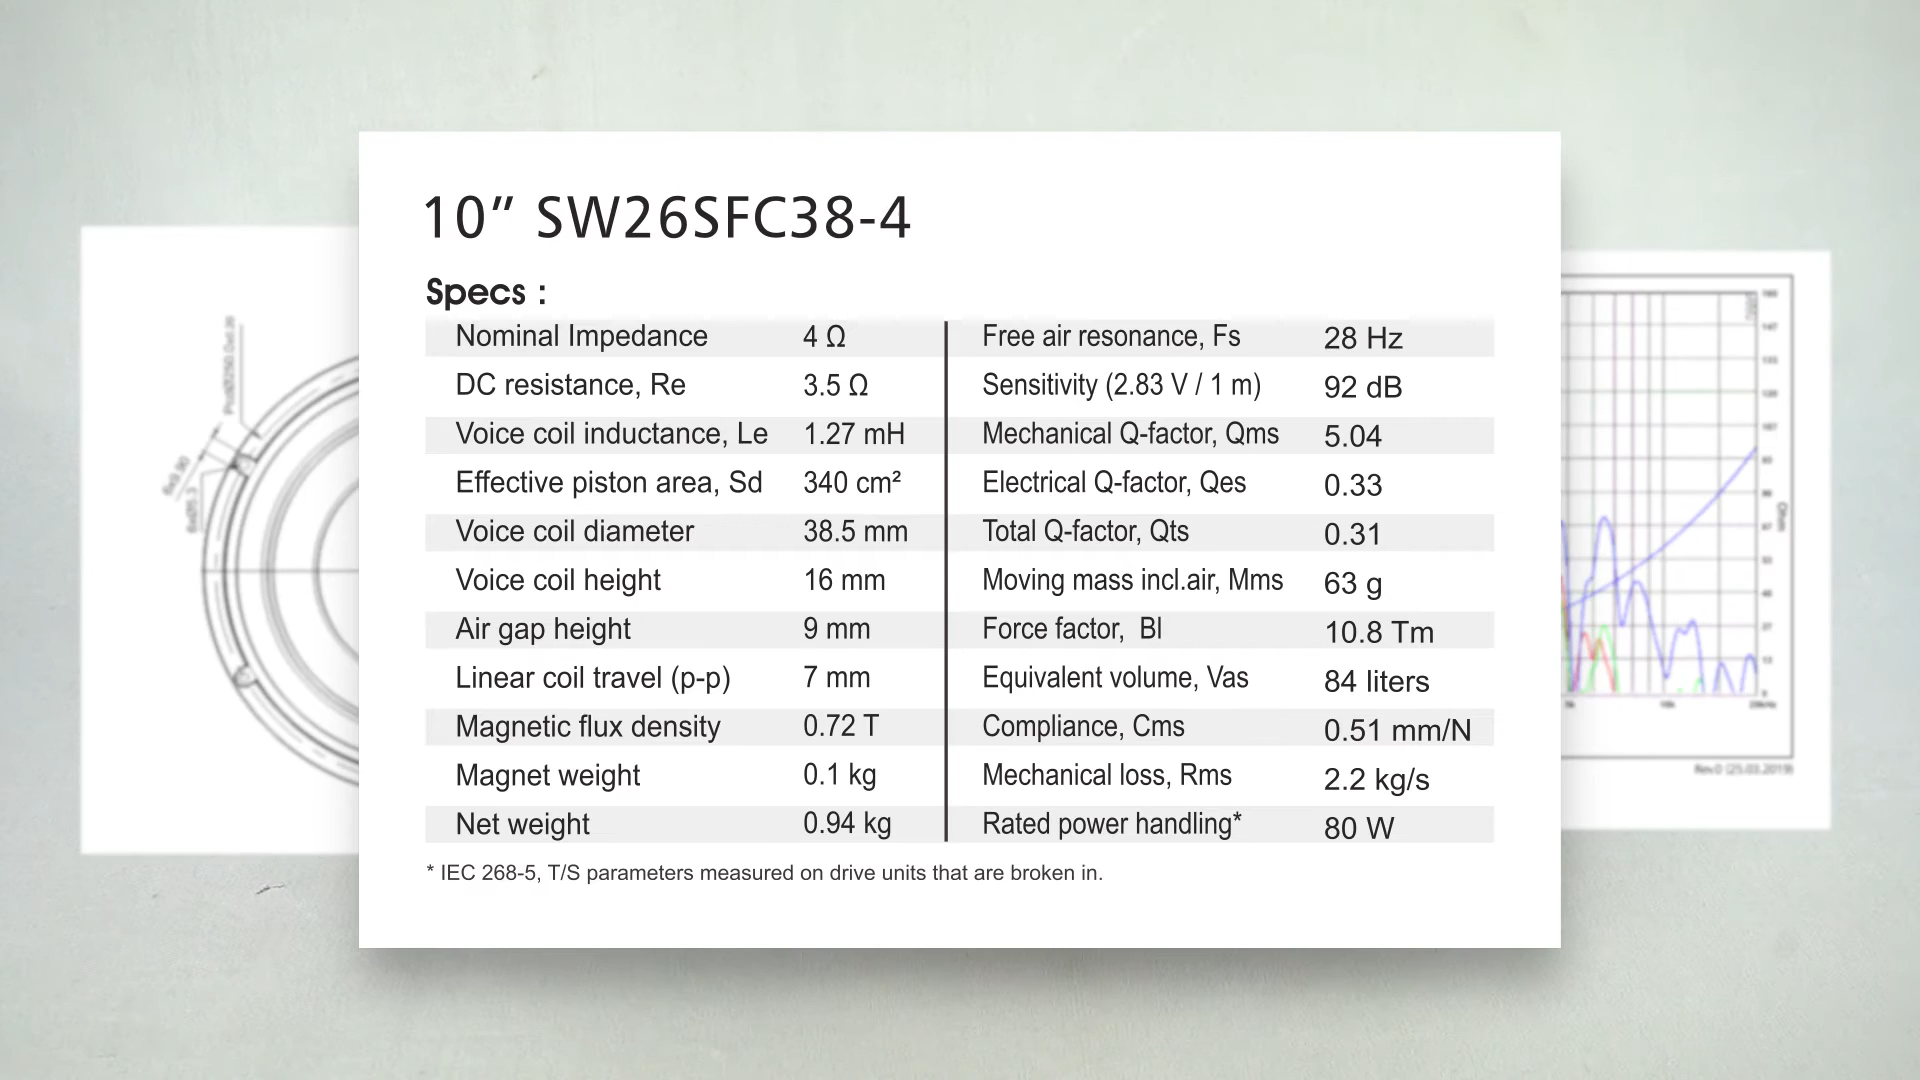 10” SW26SFC38-4
Specs :
Nominal Impedance 4 Ω
DC resistance, Re 3.5 Ω
Voice coil inductance, Le 1.27 mH
Effective piston area, Sd 340 cm²
Voice coil diameter 38.5 mm
Voice coil height 16 mm
Air gap height 9 mm
Linear coil travel (p-p) 7 mm
Magnetic flux density 0.72 T
Magnet weight 0.1 kg
Net weight 0.94 kg
Free air resonance, Fs 28 Hz
Sensitivity (2.83 V / 1 m) 92 dB
Mechanical Q-factor, Qms 5.04
Electrical Q-factor, Qes 0.33
Total Q-factor, Qts 0.31
Moving mass incl.air, Mms 63 g
Force factor, Bl 10.8 Tm
Equivalent volume, Vas 84 liters
Compliance, Cms 0.51 mm/N
Mechanical loss, Rms 2.2 kg/s
Rated power handling* 80 W
* IEC 268-5, T/S parameters measured on drive units that are broken in.